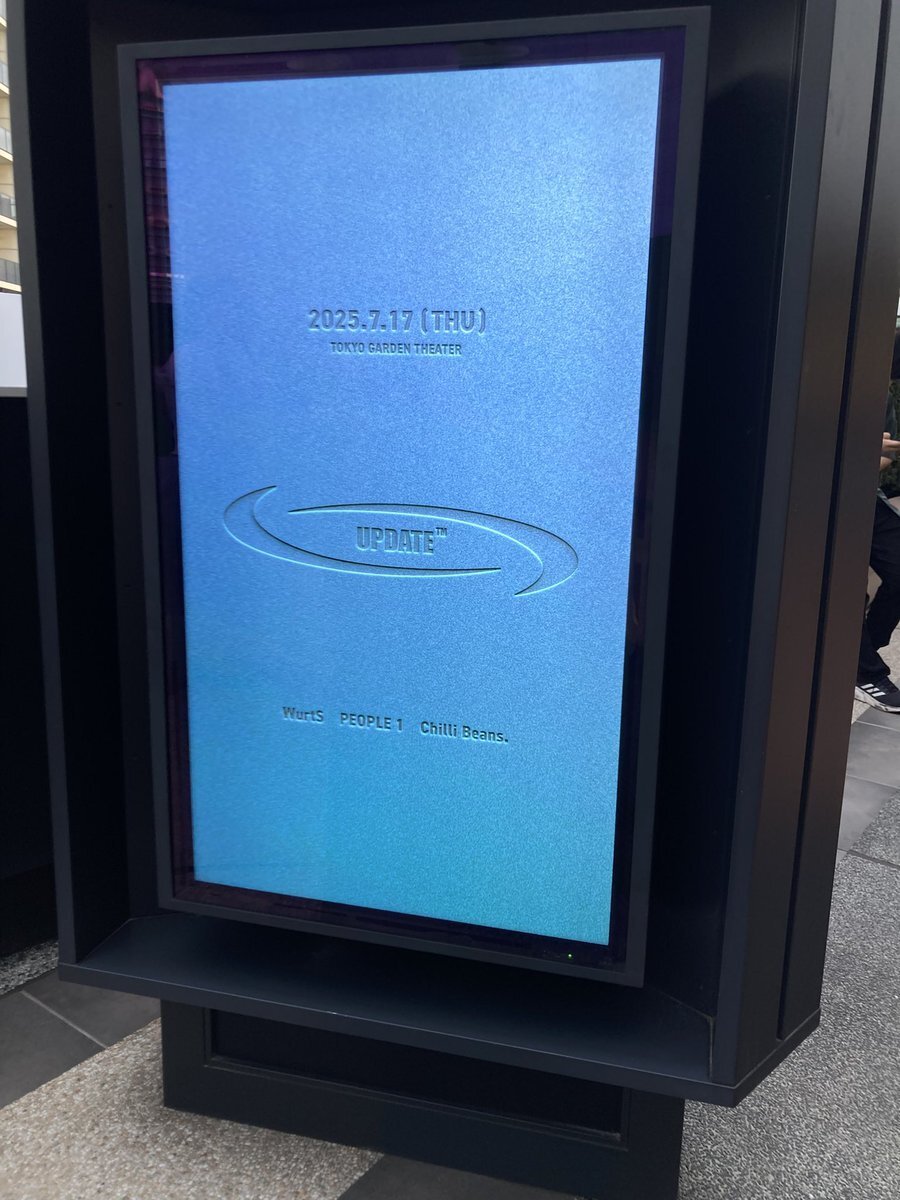 2025.7.17 (THU)
TOKYO GARDEN THEATER
UPDATE™
WurtS PEOPLE 1 Chilli Beans.